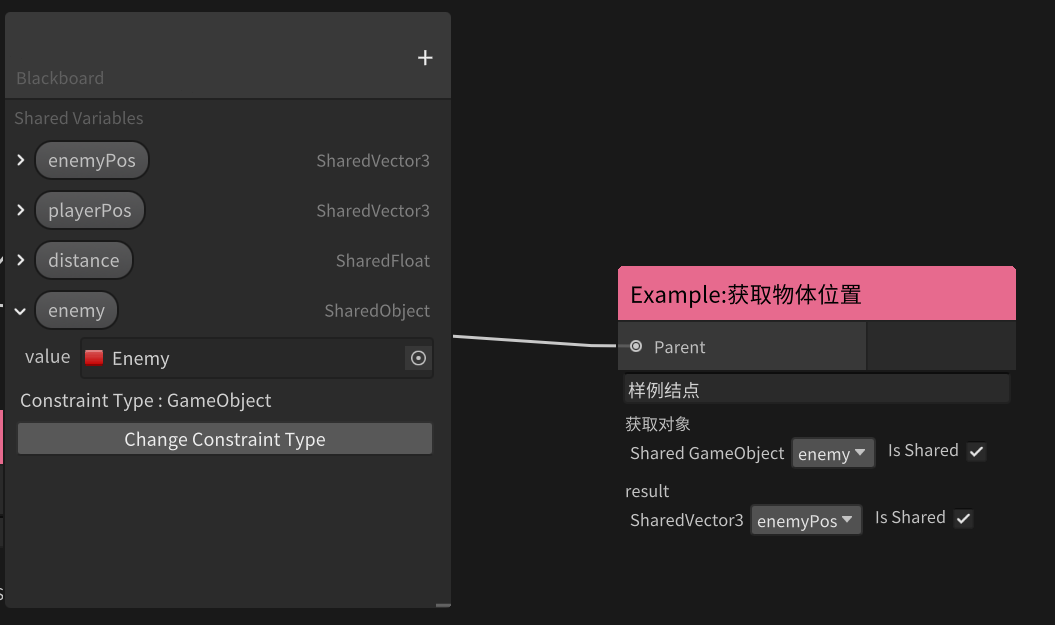 Blackboard
Shared Variables
enemyPos SharedVector3
playerPos SharedVector3
distance SharedFloat
enemy SharedObject
value Enemy
Constraint Type : GameObject
Change Constraint Type
Example:获取物体位置
Parent
样例结点
获取对象
Shared GameObject enemy Is Shared
result
SharedVector3 enemyPos Is Shared